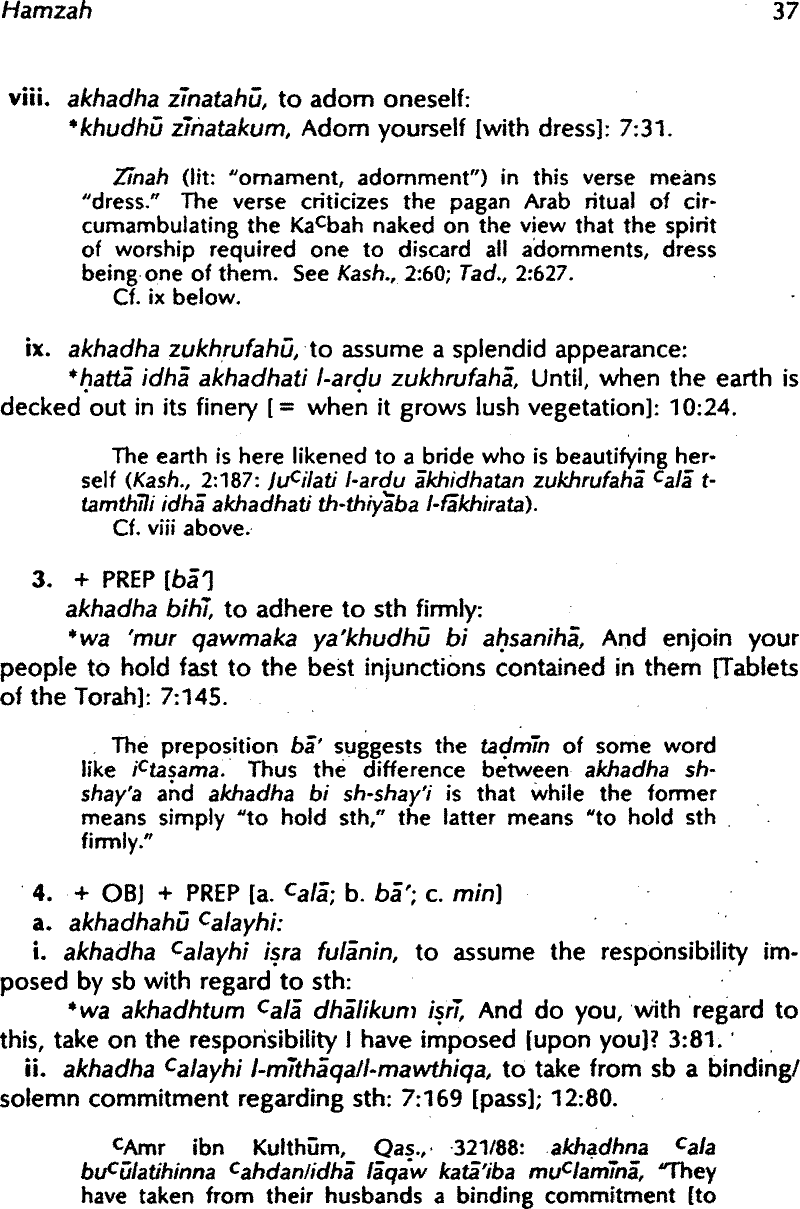 Hamzah 37
viii. akhadha zīnatahū, to adorn oneself:
*khudhū zīnatakum, Adorn yourself [with dress]: 7:31.
Zīnah (lit: "ornament, adornment") in this verse means
"dress." The verse criticizes the pagan Arab ritual of cir-
cumambulating the Kaᶜbah naked on the view that the spirit
of worship required one to discard all adornments, dress
being one of them. See Kash., 2:60; Tad., 2:627.
Cf. ix below.
ix. akhadha zukhrufahū, to assume a splendid appearance:
*ḥattā idhā akhadhati l-arḍu zukhrufahā, Until, when the earth is
decked out in its finery [= when it grows lush vegetation]: 10:24.
The earth is here likened to a bride who is beautifying her-
self (Kash., 2:187: Juᶜilati l-arḍu ākhidhatan zukhrufahā ᶜalā t-
tamthīli idhā akhadhati th-thiyāba l-fākhirata).
Cf. viii above.
3. + PREP [bā']
akhadha bihī, to adhere to sth firmly:
*wa 'mur qawmaka ya'khudhū bi aḥsanihā, And enjoin your
people to hold fast to the best injunctions contained in them [Tablets
of the Torah]: 7:145.
The preposition bā' suggests the taḍmīn of some word
like iᶜtaṣama. Thus the difference between akhadha sh-
shay'a and akhadha bi sh-shay'i is that while the former
means simply "to hold sth," the latter means "to hold sth
firmly."
4. + OBJ + PREP [a. ᶜalā; b. bā'; c. min]
a. akhadhahū ᶜalayhi:
i. akhadha ᶜalayhi iṣra fulānin, to assume the responsibility im-
posed by sb with regard to sth:
*wa akhadhtum ᶜalā dhālikum iṣrī, And do you, with regard to
this, take on the responsibility I have imposed [upon you]? 3:81.
ii. akhadha ᶜalayhi l-mīthāqa/l-mawthiqa, to take from sb a binding/
solemn commitment regarding sth: 7:169 [pass]; 12:80.
ᶜAmr ibn Kulthūm, Qaṣ., 321/88: akhadhna ᶜala
buᶜūlatihinna ᶜahdan/idhā lāqaw katā'iba muᶜlamīnā, "They
have taken from their husbands a binding commitment [to